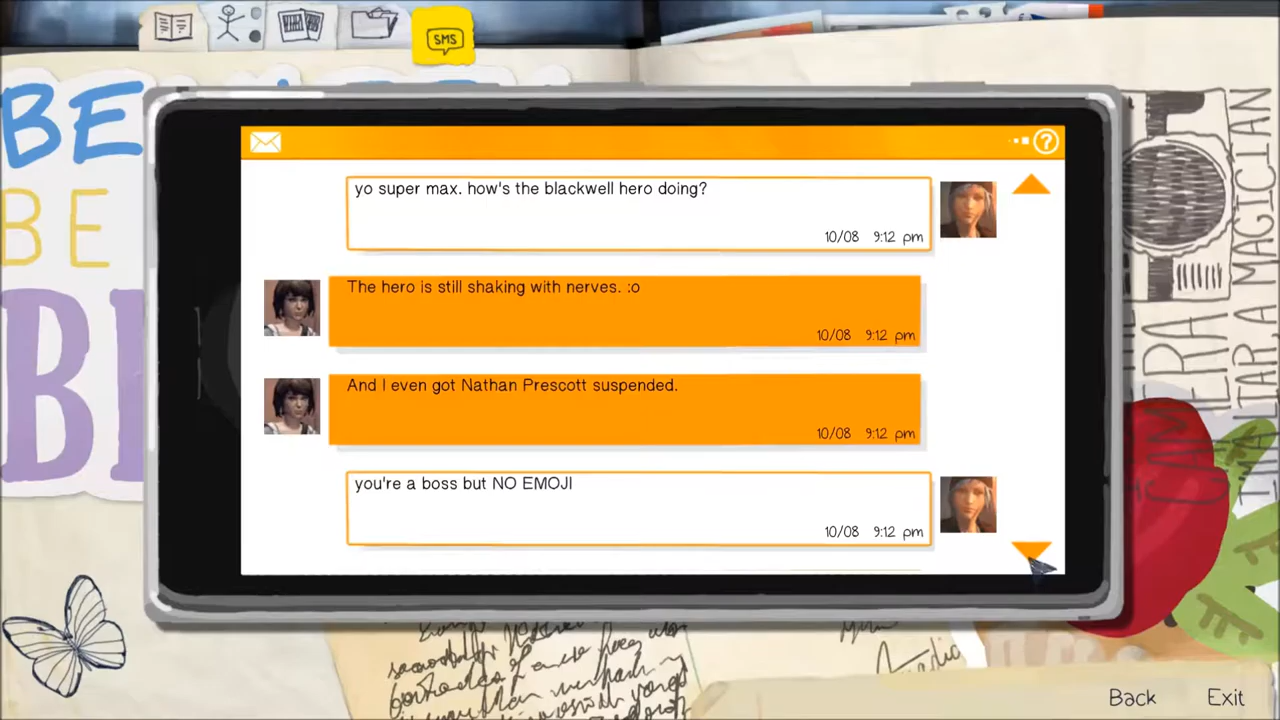 SMS
BE
BE
yo super max. how's the blackwell hero doing?
10/08 9:12 pm
The hero is still shaking with nerves. :o
10/08 9:12 pm
And I even got Nathan Prescott suspended.
10/08 9:12 pm
you're a boss but NO EMOJI
10/08 9:12 pm
CAMERA
MAGICIAN
Back Exit